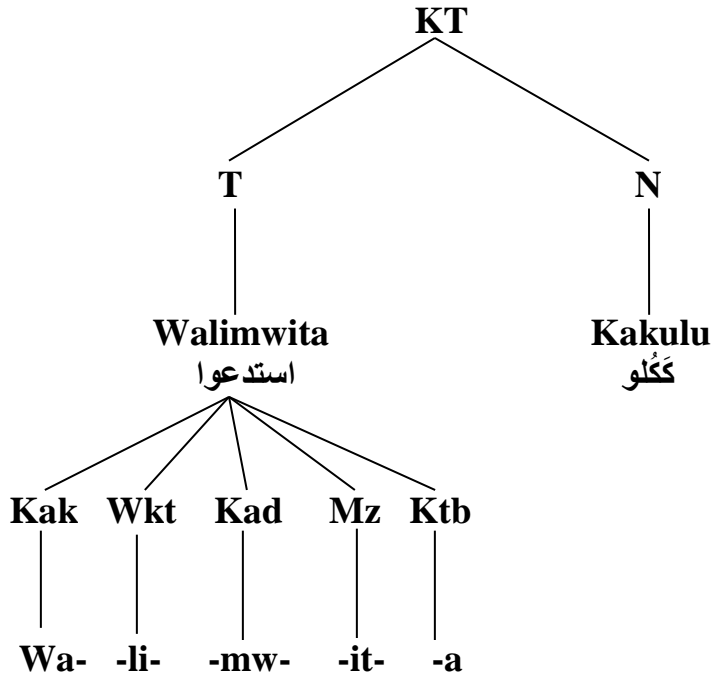 KT
T N
Walimwita Kakulu
استدعوا كَكُلو
Kak Wkt Kad Mz Ktb
Wa- -li- -mw- -it- -a